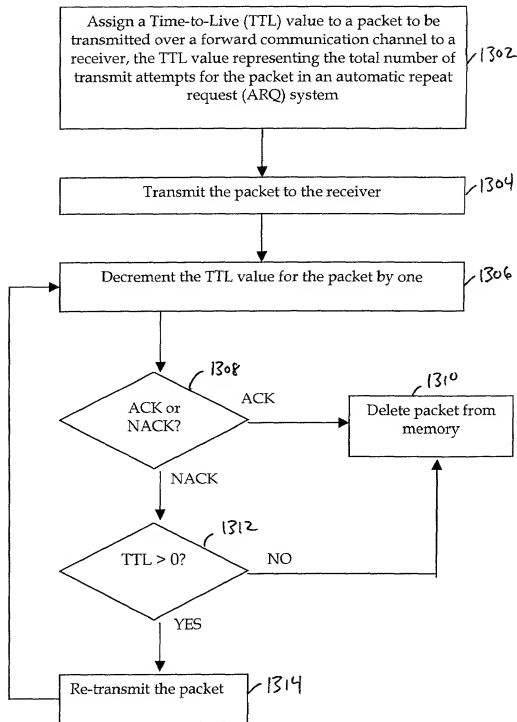 Assign a Time-to-Live (TTL) value to a packet to be
transmitted over a forward communication channel to a
receiver, the TTL value representing the total number of
transmit attempts for the packet in an automatic repeat
request (ARQ) system
1302
Transmit the packet to the receiver
1304
Decrement the TTL value for the packet by one
1306
1308
ACK or
NACK?
ACK
1310
Delete packet from
memory
NACK
1312
TTL > 0?
NO
YES
Re-transmit the packet
1314